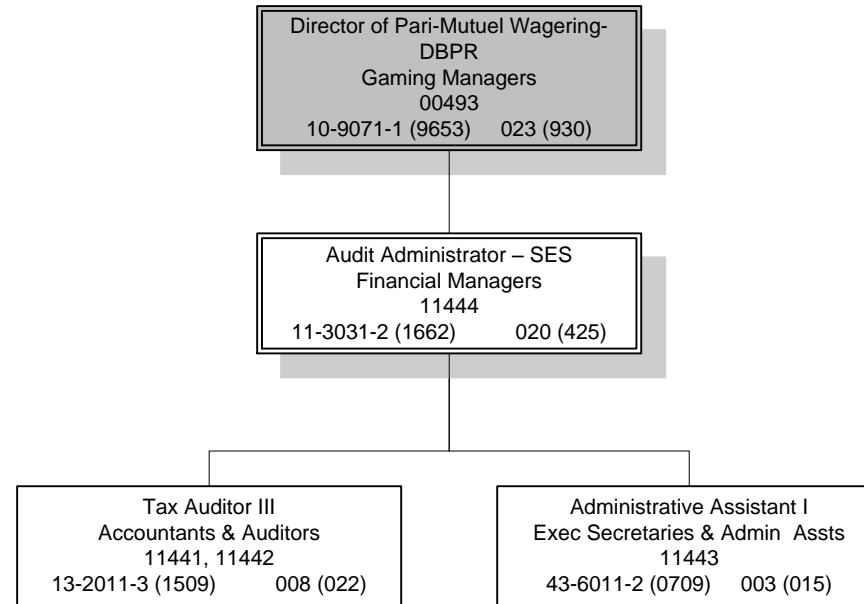 Director of Pari-Mutuel Wagering-
DBPR
Gaming Managers
00493
10-9071-1 (9653) 023 (930)
Audit Administrator – SES
Financial Managers
11444
11-3031-2 (1662) 020 (425)
Tax Auditor III
Accountants & Auditors
11441, 11442
13-2011-3 (1509) 008 (022)
Administrative Assistant I
Exec Secretaries & Admin Assts
11443
43-6011-2 (0709) 003 (015)